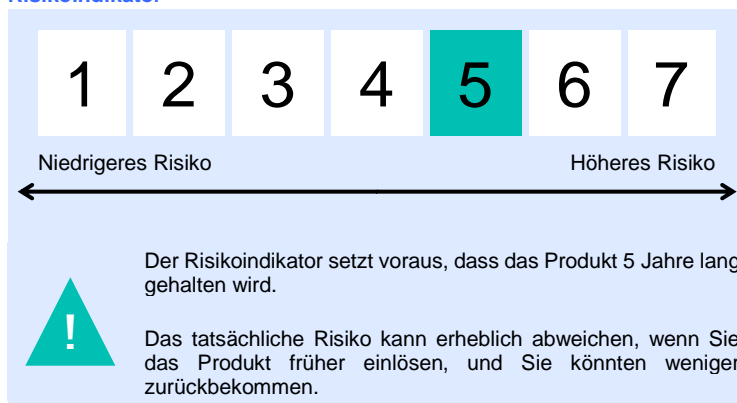 Risikoindikator
1 2 3 4 5 6 7
Niedrigeres Risiko Höheres Risiko
Der Risikoindikator setzt voraus, dass das Produkt 5 Jahre lang
gehalten wird.
!
Das tatsächliche Risiko kann erheblich abweichen, wenn Sie
das Produkt früher einlösen, und Sie könnten weniger
zurückbekommen.